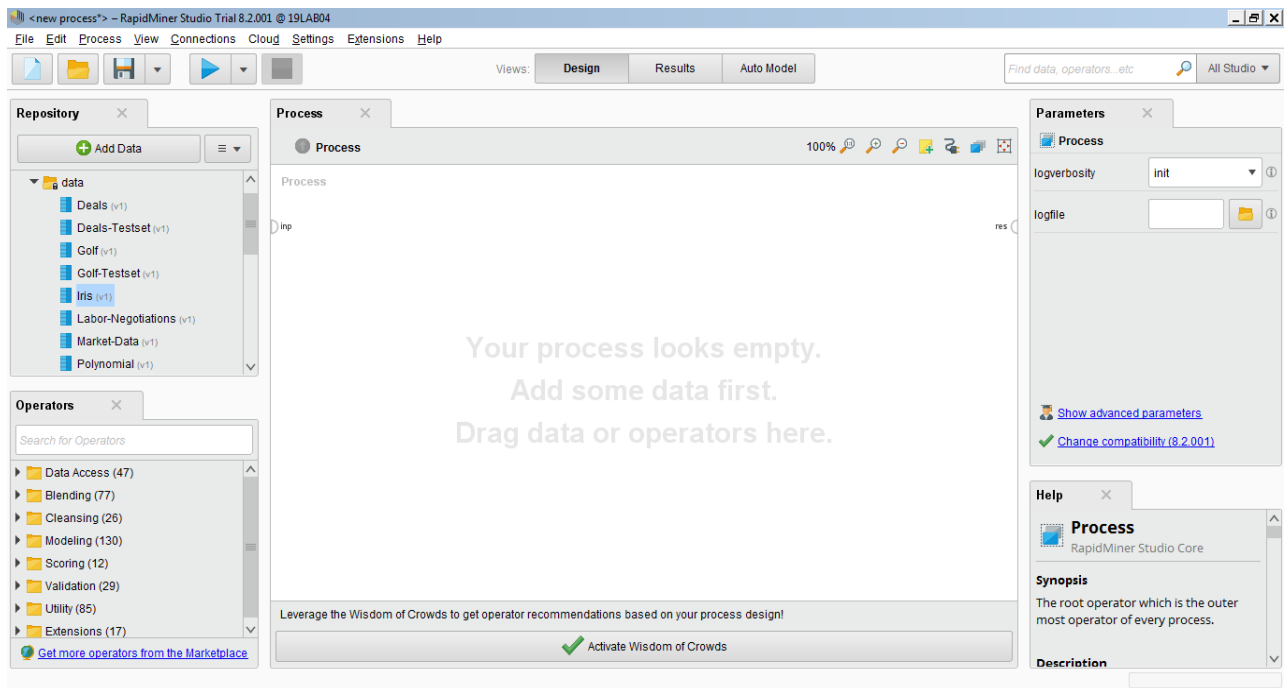 <new process*> – RapidMiner Studio Trial 8.2.001 @ 19LAB04
File Edit Process View Connections Cloud Settings Extensions Help
Views: Design Results Auto Model
Find data, operators...etc
All Studio
Repository
Add Data
data
Deals (v1)
Deals-Testset (v1)
Golf (v1)
Golf-Testset (v1)
Iris (v1)
Labor-Negotiations (v1)
Market-Data (v1)
Polynomial (v1)
Operators
Search for Operators
Data Access (47)
Blending (77)
Cleansing (26)
Modeling (130)
Scoring (12)
Validation (29)
Utility (85)
Extensions (17)
Get more operators from the Marketplace
Process
Process
100%
Process
inp
res
Your process looks empty.
Add some data first.
Drag data or operators here.
Leverage the Wisdom of Crowds to get operator recommendations based on your process design!
Activate Wisdom of Crowds
Parameters
Process
logverbosity
init
logfile
Show advanced parameters
Change compatibility (8.2.001)
Help
Process
RapidMiner Studio Core
Synopsis
The root operator which is the outer
most operator of every process.
Description